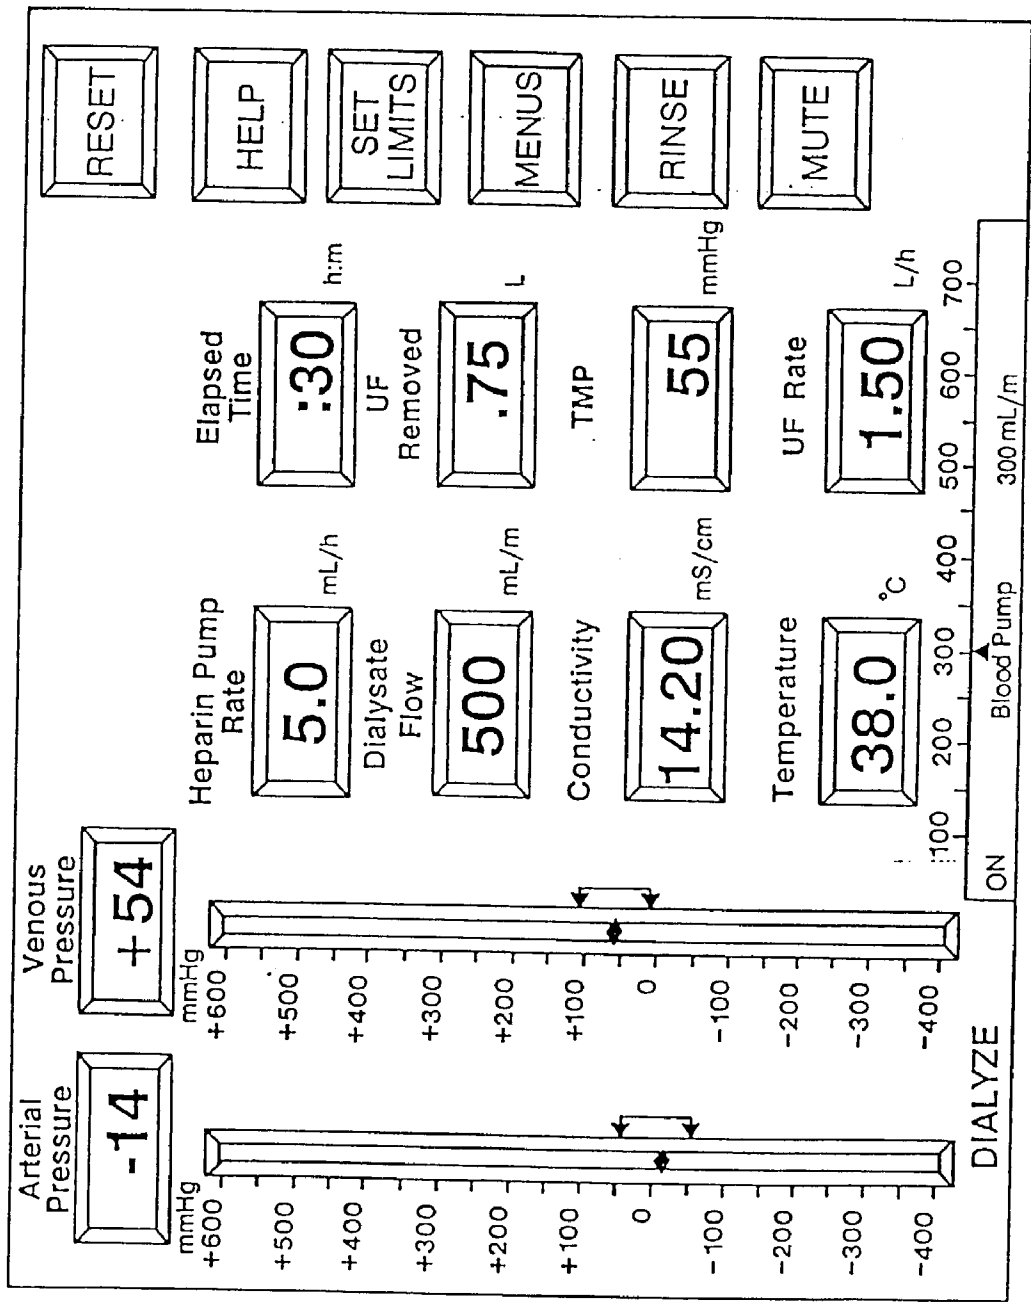 Arterial
Pressure
-14
mmHg
+600
+500
+400
+300
+200
+100
0
-100
-200
-300
-400
Venous
Pressure
+54
mmHg
+600
+500
+400
+300
+200
+100
0
-100
-200
-300
-400
Heparin Pump
Rate
5.0
mL/h
Elapsed
Time
:30
h:m
Dialysate
Flow
500
mL/m
UF
Removed
.75
L
Conductivity
14.20
mS/cm
TMP
55
mmHg
Temperature
38.0
°C
UF Rate
1.50
L/h
RESET
HELP
SET
LIMITS
MENUS
RINSE
MUTE
100 200 300 400 500 600 700
DIALYZE
ON Blood Pump 300 mL/m